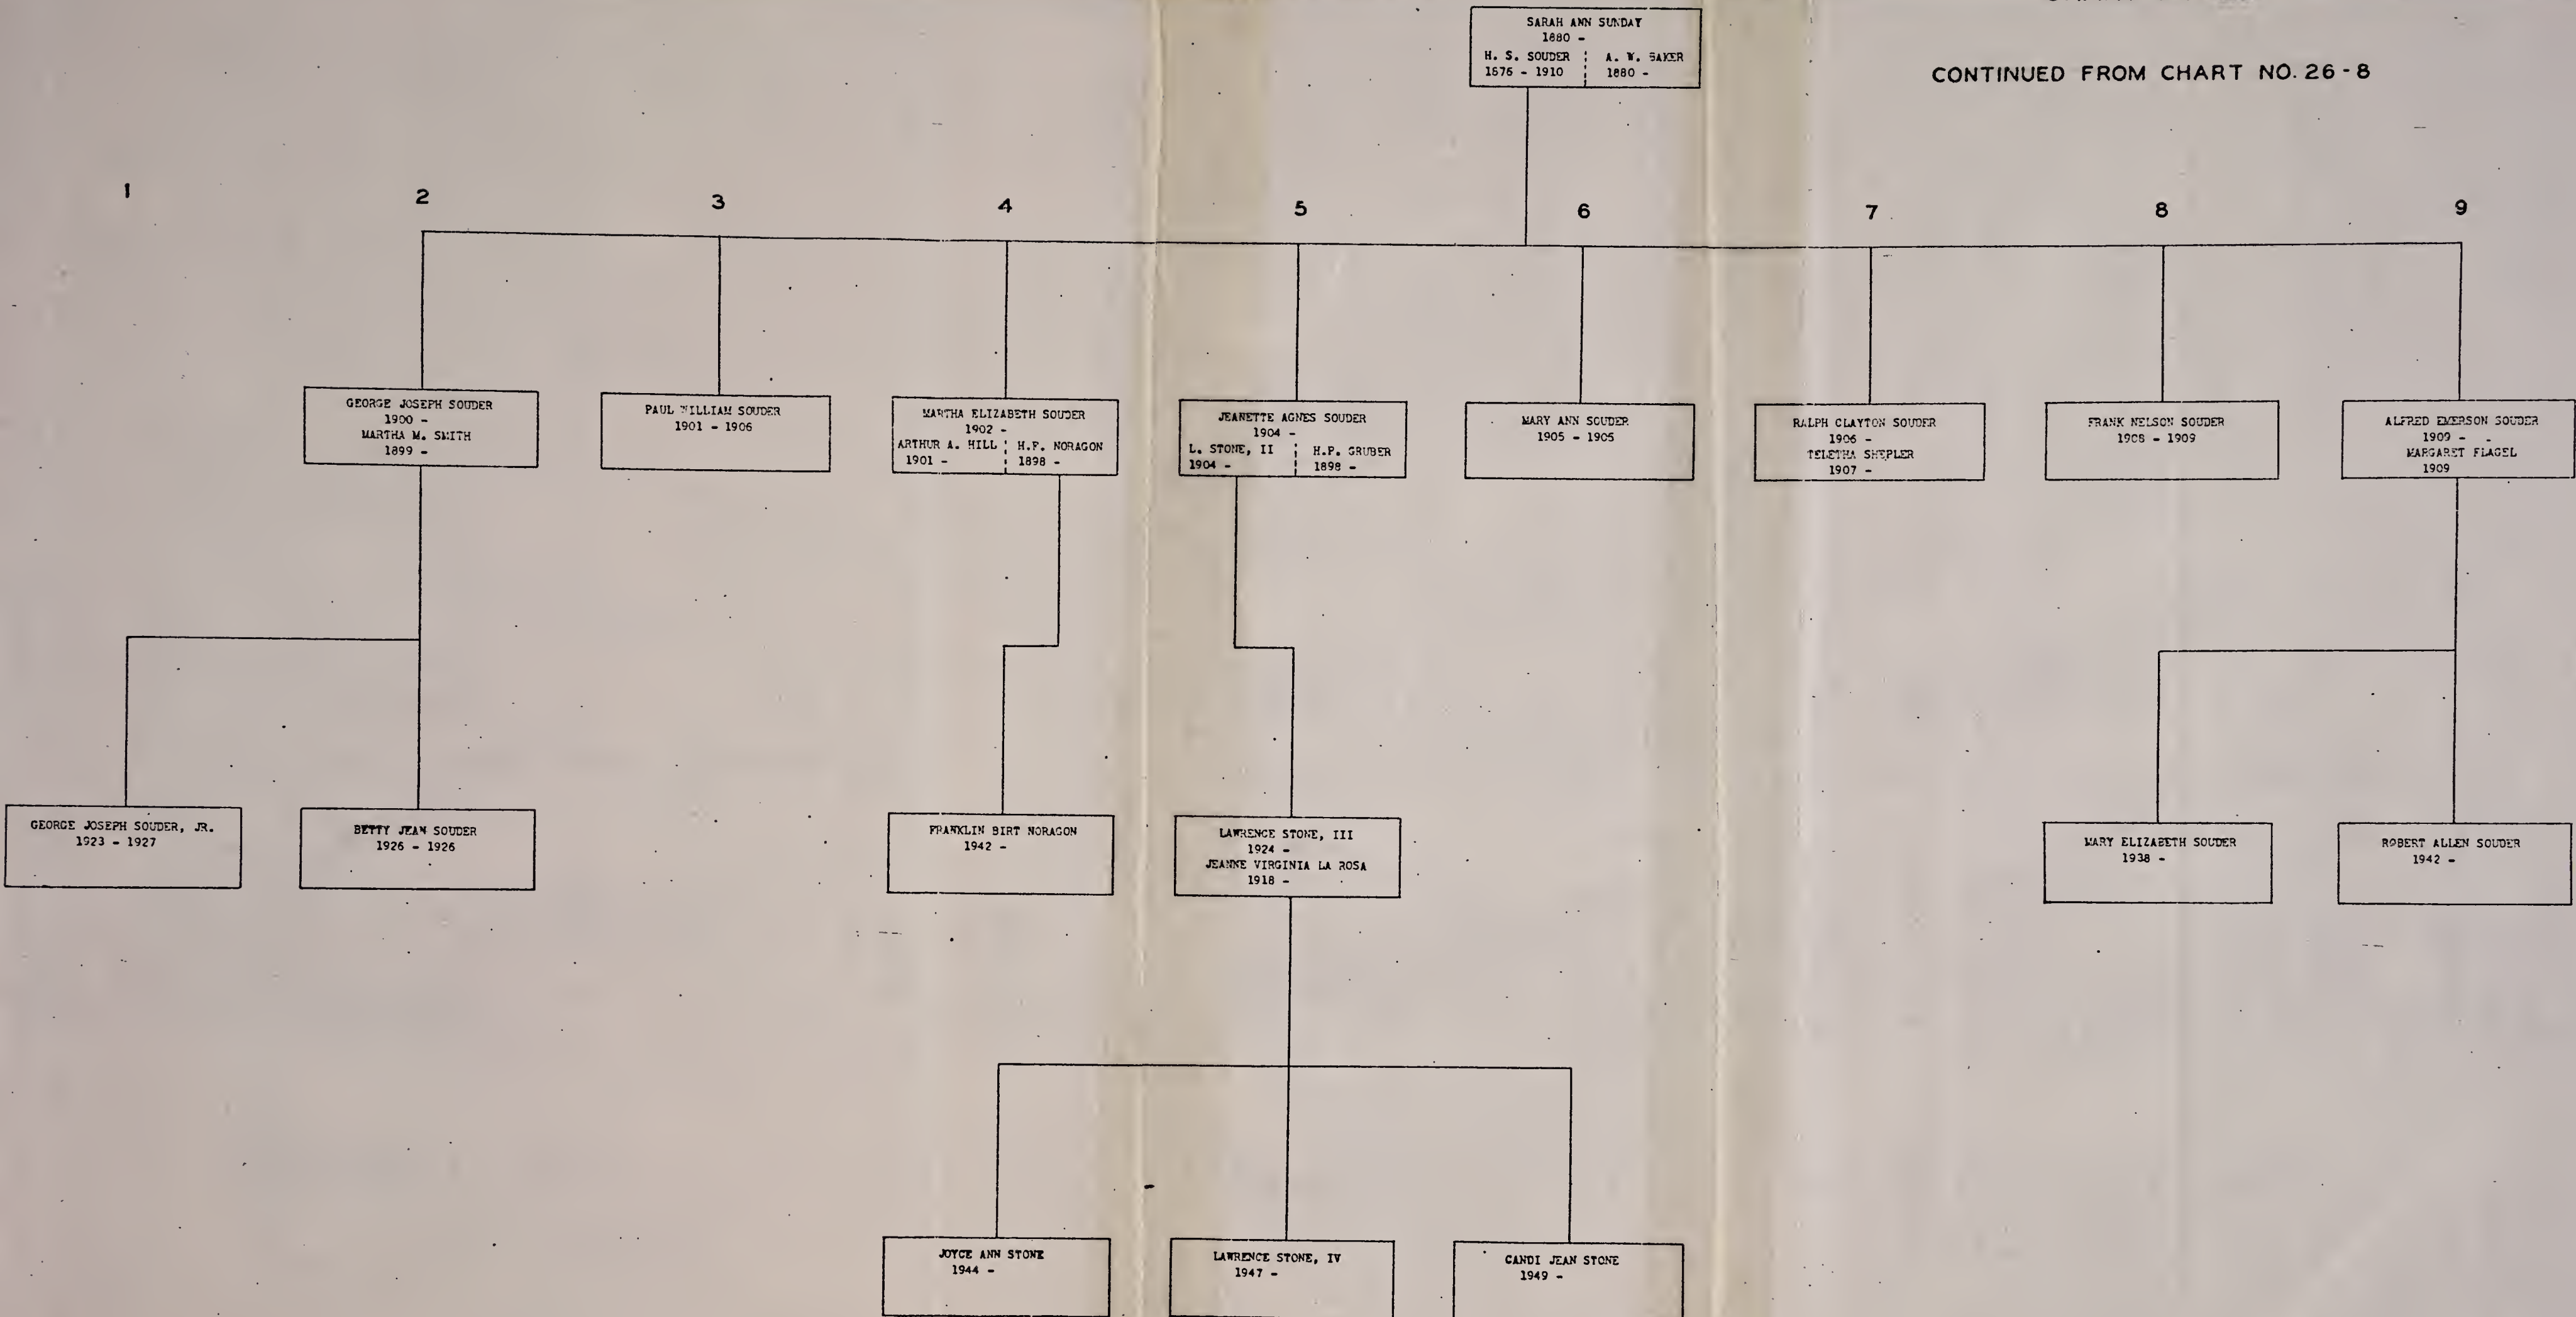 SARAH ANN SUNDAY
1880 -
H. S. SOUDER ¦ A. W. BAKER
1876 - 1910 ¦ 1880 -
CONTINUED FROM CHART NO. 26-8
1 2 3 4 5 6 7 8 9
GEORGE JOSEPH SOUDER
1900 -
MARTHA M. SMITH
1899 -
PAUL WILLIAM SOUDER
1901 - 1906
MARTHA ELIZABETH SOUDER
1902 -
ARTHUR A. HILL ¦ H.F. NORAGON
1901 - ¦ 1898 -
JEANETTE AGNES SOUDER
1904 -
L. STONE, II ¦ H.P. GRUBER
1904 - ¦ 1898 -
MARY ANN SOUDER
1905 - 1905
RALPH CLAYTON SOUDER
1906 -
TELETHA SHEPLER
1907 -
FRANK NELSON SOUDER
1908 - 1909
ALFRED EMERSON SOUDER
1909 -
MARGARET FLAGEL
1909
GEORGE JOSEPH SOUDER, JR.
1923 - 1927
BETTY JEAN SOUDER
1926 - 1926
FRANKLIN BIRT NORAGON
1942 -
LAWRENCE STONE, III
1924 -
JEANNE VIRGINIA LA ROSA
1918 -
MARY ELIZABETH SOUDER
1938 -
ROBERT ALLEN SOUDER
1942 -
JOYCE ANN STONE
1944 -
LAWRENCE STONE, IV
1947 -
CANDI JEAN STONE
1949 -